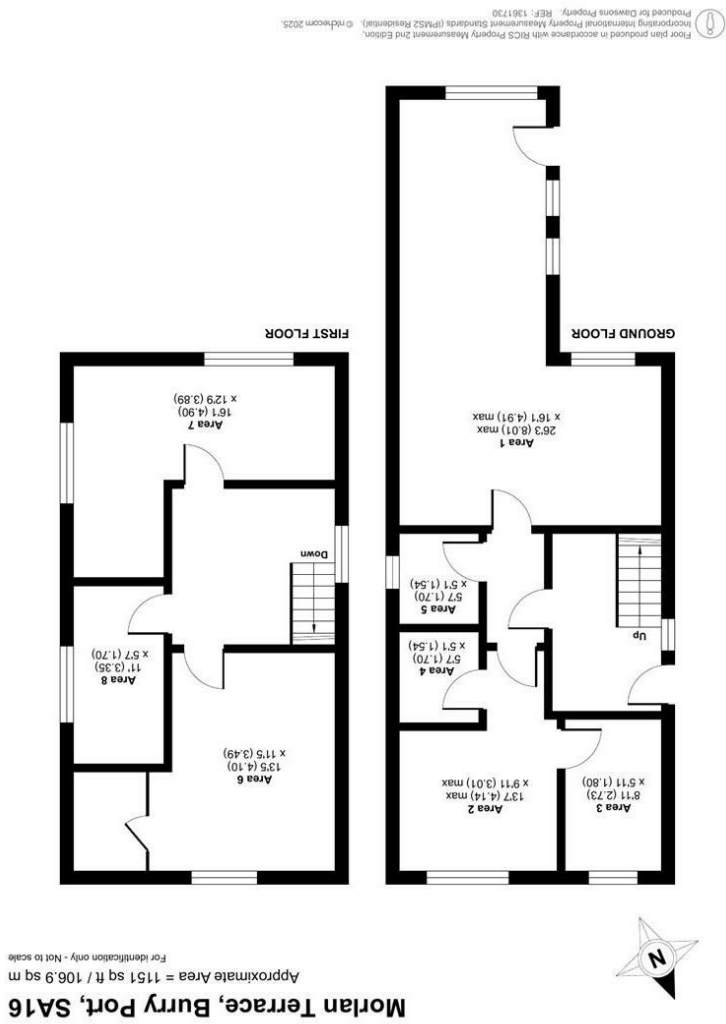 Morlan Terrace, Burry Port, SA16
Approximate Area = 1151 sq ft / 106.9 sq m
For identification only - Not to scale
N
Area 3
8'11 (2.73)
x 5'11 (1.80)
Area 2
13'7 (4.14) max
x 9'11 (3.01) max
Area 4
5'7 (1.70)
x 5'1 (1.54)
Up
Area 5
5'7 (1.70)
x 5'1 (1.54)
Area 1
26'3 (8.01) max
x 16'1 (4.91) max
GROUND FLOOR
Area 6
13'5 (4.10)
x 11'5 (3.49)
Area 8
11' (3.35)
x 5'7 (1.70)
Down
Area 7
16'1 (4.90)
x 12'9 (3.89)
FIRST FLOOR
Floor plan produced in accordance with RICS Property Measurement 2nd Edition.
Incorporating International Property Measurement Standards (IPMS2 Residential). © nichecom 2025.
Produced for Dawsons Property. REF: 1361730